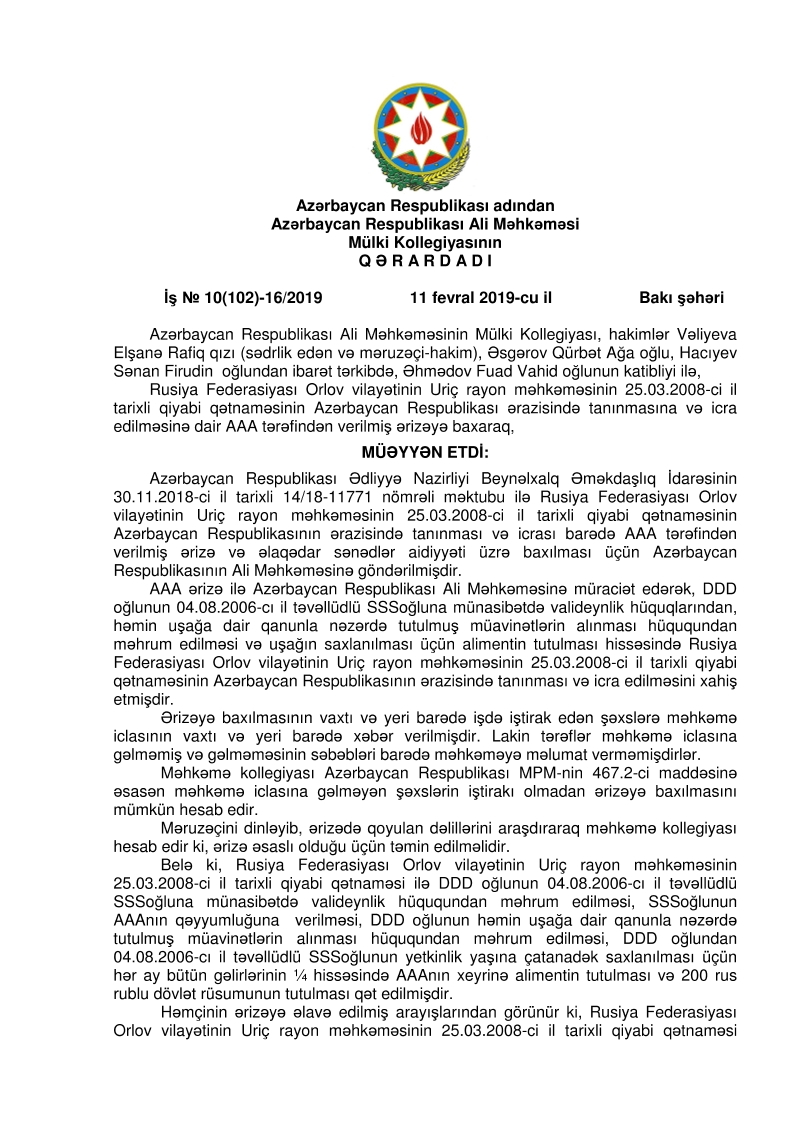 Azərbaycan Respublikası adından
Azərbaycan Respublikası Ali Məhkəməsi
Mülki Kollegiyasının
Q Ə R A R D A D I
İş № 10(102)-16/2019 11 fevral 2019-cu il Bakı şəhəri
Azərbaycan Respublikası Ali Məhkəməsinin Mülki Kollegiyası, hakimlər Vəliyeva
Elşanə Rafiq qızı (sədrlik edən və məruzəçi-hakim), Əsgərov Qürbət Ağa oğlu, Hacıyev
Sənan Firudin oğlundan ibarət tərkibdə, Əhmədov Fuad Vahid oğlunun katibliyi ilə,
Rusiya Federasiyası Orlov vilayətinin Uriç rayon məhkəməsinin 25.03.2008-ci il
tarixli qiyabi qətnaməsinin Azərbaycan Respublikası ərazisində tanınmasına və icra
edilməsinə dair AAA tərəfindən verilmiş ərizəyə baxaraq,
MÜƏYYƏN ETDİ:
Azərbaycan Respublikası Ədliyyə Nazirliyi Beynəlxalq Əməkdaşlıq İdarəsinin
30.11.2018-ci il tarixli 14/18-11771 nömrəli məktubu ilə Rusiya Federasiyası Orlov
vilayətinin Uriç rayon məhkəməsinin 25.03.2008-ci il tarixli qiyabi qətnaməsinin
Azərbaycan Respublikasının ərazisində tanınması və icrası barədə AAA tərəfindən
verilmiş ərizə və əlaqədar sənədlər aidiyyəti üzrə baxılması üçün Azərbaycan
Respublikasının Ali Məhkəməsinə göndərilmişdir.
AAA ərizə ilə Azərbaycan Respublikası Ali Məhkəməsinə müraciət edərək, DDD
oğlunun 04.08.2006-cı il təvəllüdlü SSSoğluna münasibətdə valideynlik hüquqlarından,
həmin uşağa dair qanunla nəzərdə tutulmuş müavinətlərin alınması hüququndan
məhrum edilməsi və uşağın saxlanılması üçün alimentin tutulması hissəsində Rusiya
Federasiyası Orlov vilayətinin Uriç rayon məhkəməsinin 25.03.2008-ci il tarixli qiyabi
qətnaməsinin Azərbaycan Respublikasının ərazisində tanınması və icra edilməsini xahiş
etmişdir.
Ərizəyə baxılmasının vaxtı və yeri barədə işdə iştirak edən şəxslərə məhkəmə
iclasının vaxtı və yeri barədə xəbər verilmişdir. Lakin tərəflər məhkəmə iclasına
gəlməmiş və gəlməməsinin səbəbləri barədə məhkəməyə məlumat verməmişdirlər.
Məhkəmə kollegiyası Azərbaycan Respublikası MPM-nin 467.2-ci maddəsinə
əsasən məhkəmə iclasına gəlməyən şəxslərin iştirakı olmadan ərizəyə baxılmasını
mümkün hesab edir.
Məruzəçini dinləyib, ərizədə qoyulan dəlillərini araşdıraraq məhkəmə kollegiyası
hesab edir ki, ərizə əsaslı olduğu üçün təmin edilməlidir.
Belə ki, Rusiya Federasiyası Orlov vilayətinin Uriç rayon məhkəməsinin
25.03.2008-ci il tarixli qiyabi qətnaməsi ilə DDD oğlunun 04.08.2006-cı il təvəllüdlü
SSSoğluna münasibətdə valideynlik hüququndan məhrum edilməsi, SSSoğlunun
AAAnın qəyyumluğuna verilməsi, DDD oğlunun həmin uşağa dair qanunla nəzərdə
tutulmuş müavinətlərin alınması hüququndan məhrum edilməsi, DDD oğlundan
04.08.2006-cı il təvəllüdlü SSSoğlunun yetkinlik yaşına çatanadək saxlanılması üçün
hər ay bütün gəlirlərinin ¼ hissəsində AAAnın xeyrinə alimentin tutulması və 200 rus
rublu dövlət rüsumunun tutulması qət edilmişdir.
Həmçinin ərizəyə əlavə edilmiş arayışlarından görünür ki, Rusiya Federasiyası
Orlov vilayətinin Uriç rayon məhkəməsinin 25.03.2008-ci il tarixli qiyabi qətnaməsi